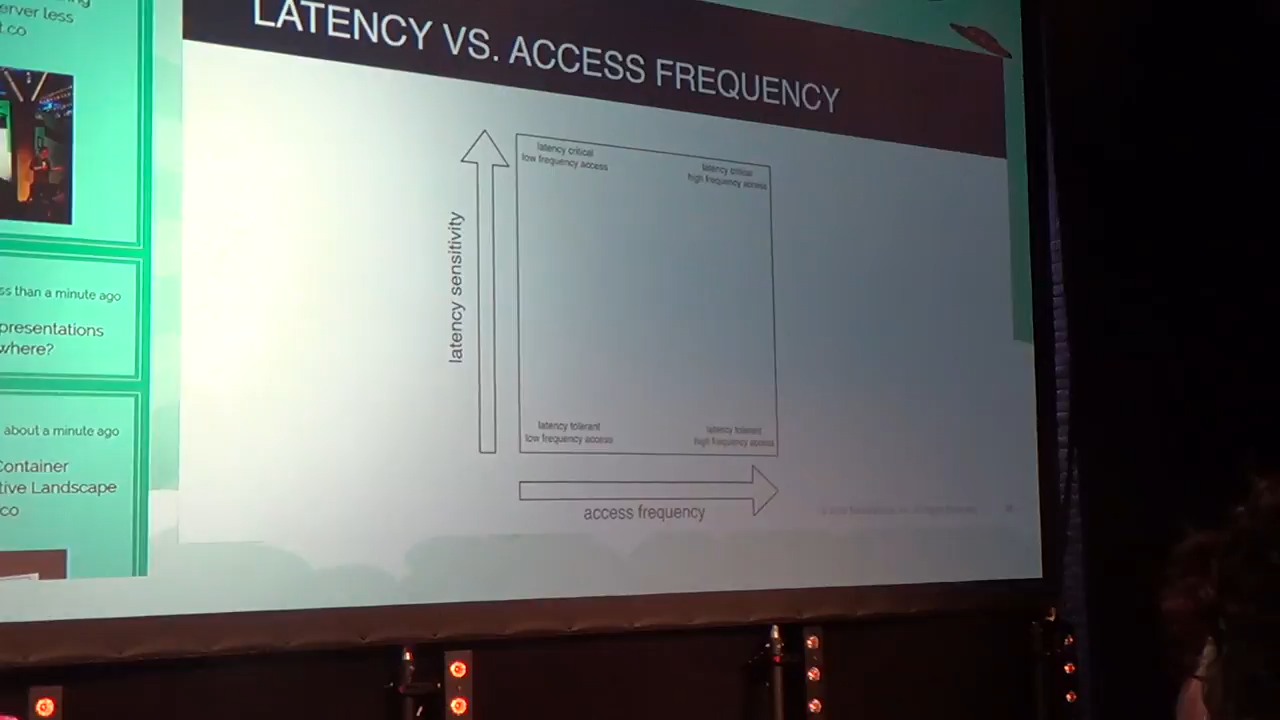 erver less
t.co
ss than a minute ago
presentations
where?
about a minute ago
Container
tive Landscape
co
LATENCY VS. ACCESS FREQUENCY
latency critical
low frequency access
latency critical
high frequency access
latency sensitivity
latency tolerant
low frequency access
latency tolerant
high frequency access
access frequency